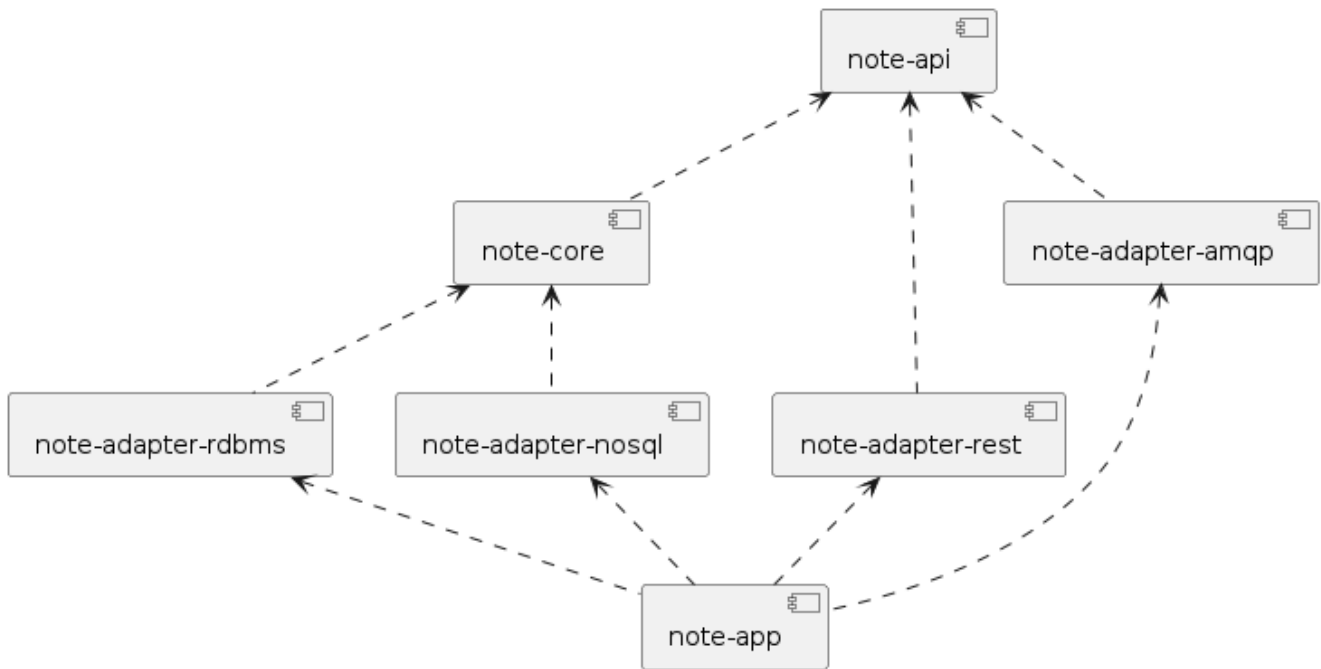 note-api
note-core
note-adapter-amqp
note-adapter-rdbms
note-adapter-nosql
note-adapter-rest
note-app